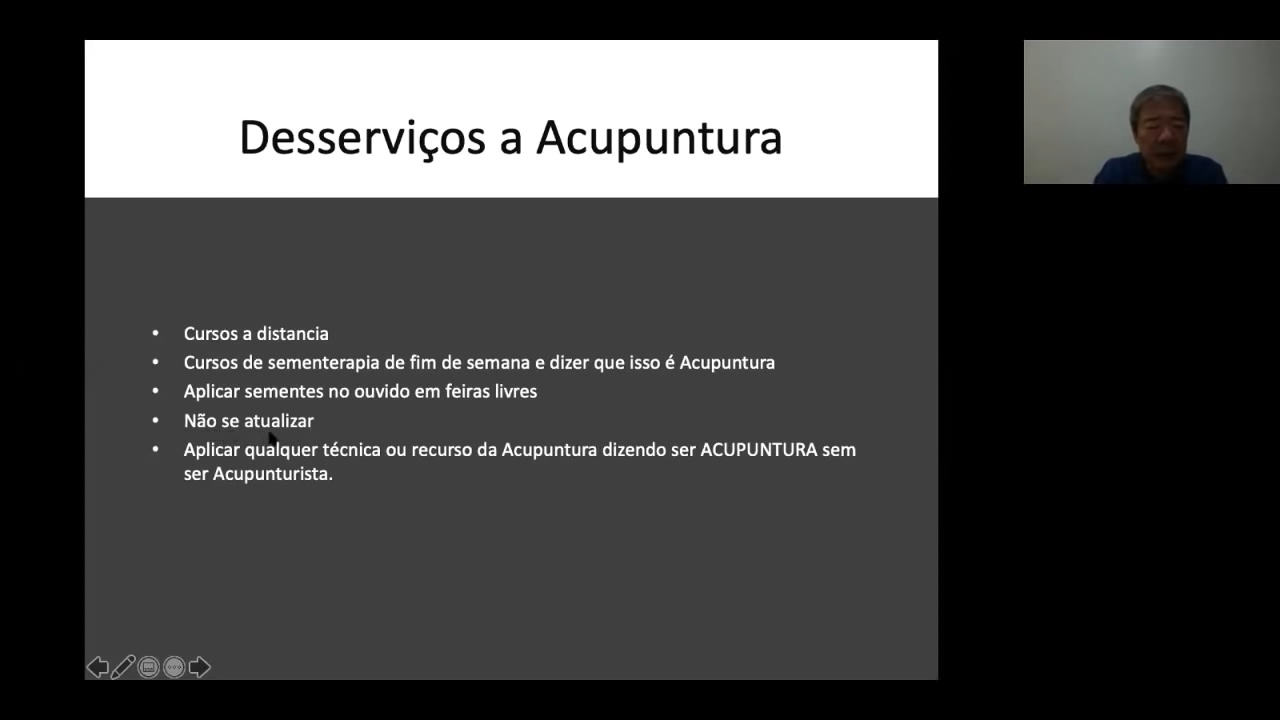 Desserviços a Acupuntura
• Cursos a distancia
• Cursos de sementerapia de fim de semana e dizer que isso é Acupuntura
• Aplicar sementes no ouvido em feiras livres
• Não se atualizar
• Aplicar qualquer técnica ou recurso da Acupuntura dizendo ser ACUPUNTURA sem
ser Acupunturista.